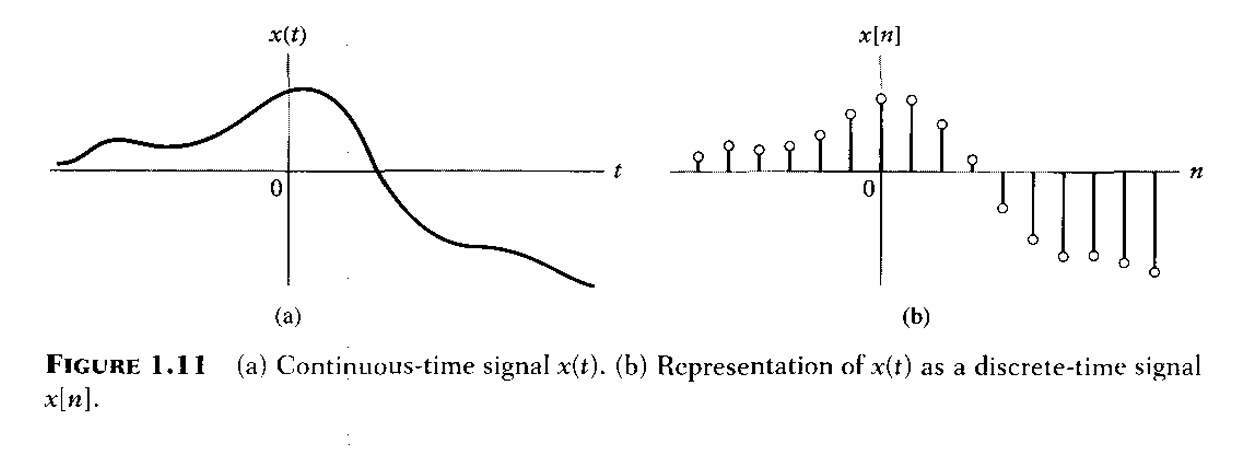 x(t)
x[n]
t
n
0
0
(a)
(b)
FIGURE 1.11 (a) Continuous-time signal x(t). (b) Representation of x(t) as a discrete-time signal
x[n].